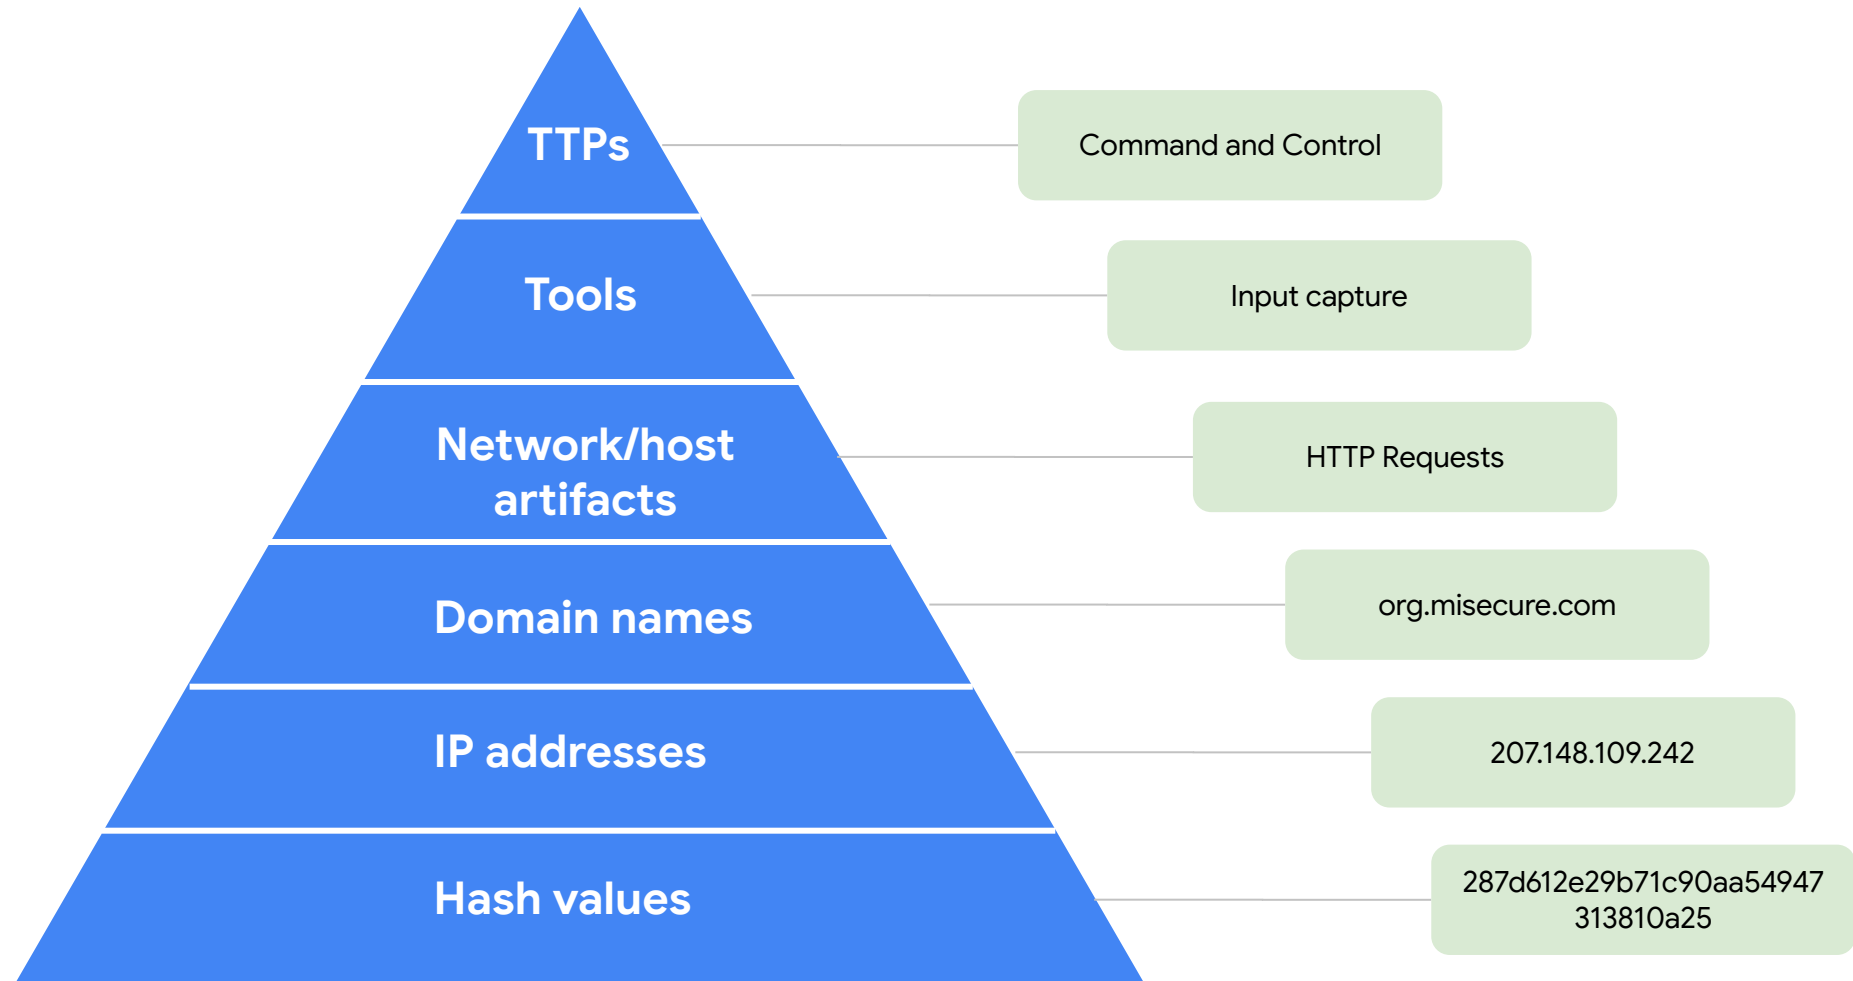 TTPs
Command and Control
Tools
Input capture
Network/host
artifacts
HTTP Requests
Domain names
org.misecure.com
IP addresses
207.148.109.242
Hash values
287d612e29b71c90aa54947
313810a25